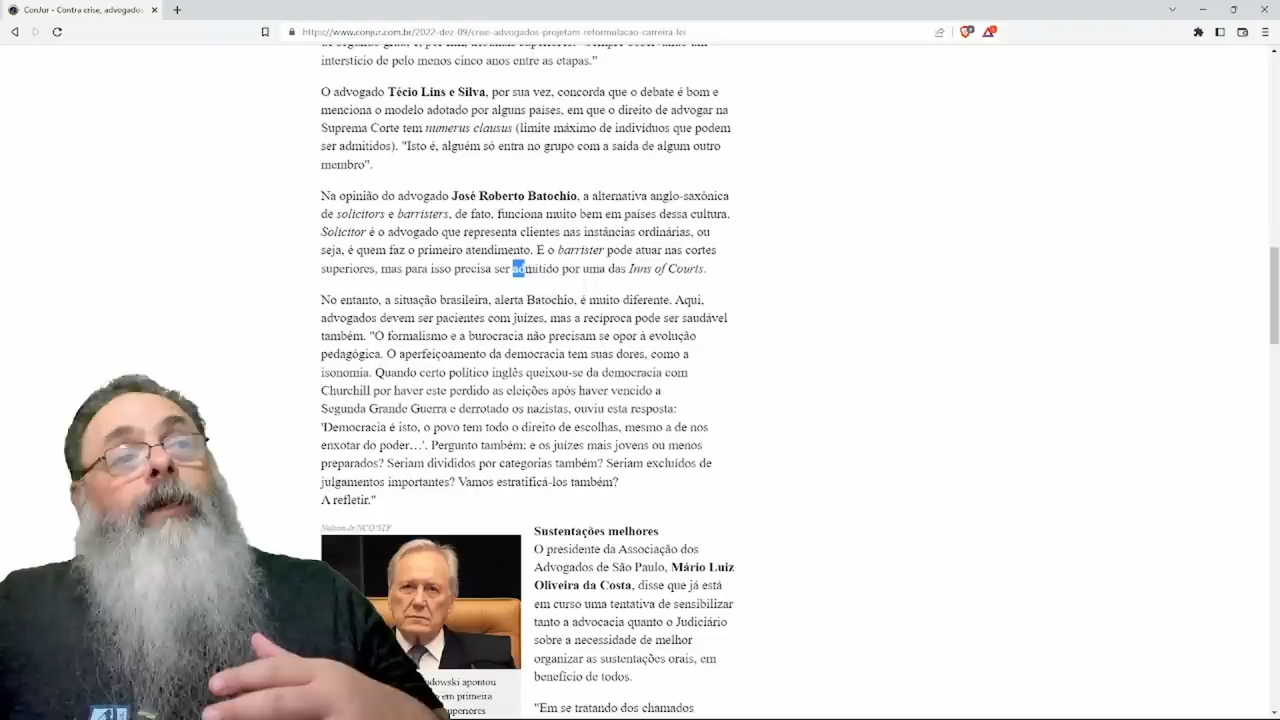 ConJur - Contra crise, advogados
https://www.conjur.com.br/2022-dez-09/crise-advogados-projetam-reformulacao-carreira-lei
interstício de pelo menos cinco anos entre as etapas."
O advogado Técio Lins e Silva, por sua vez, concorda que o debate é bom e
menciona o modelo adotado por alguns países, em que o direito de advogar na
Suprema Corte tem numerus clausus (limite máximo de indivíduos que podem
ser admitidos). "Isto é, alguém só entra no grupo com a saída de algum outro
membro".
Na opinião do advogado José Roberto Batochio, a alternativa anglo-saxônica
de solicitors e barristers, de fato, funciona muito bem em países dessa cultura.
Solicitor é o advogado que representa clientes nas instâncias ordinárias, ou
seja, é quem faz o primeiro atendimento. E o barrister pode atuar nas cortes
superiores, mas para isso precisa ser admitido por uma das Inns of Courts.
No entanto, a situação brasileira, alerta Batochio, é muito diferente. Aqui,
advogados devem ser pacientes com juízes, mas a recíproca pode ser saudável
também. "O formalismo e a burocracia não precisam se opor à evolução
pedagógica. O aperfeiçoamento da democracia tem suas dores, como a
isonomia. Quando certo político inglês queixou-se da democracia com
Churchill por haver este perdido as eleições após haver vencido a
Segunda Grande Guerra e derrotado os nazistas, ouviu esta resposta:
'Democracia é isto, o povo tem todo o direito de escolhas, mesmo a de nos
enxotar do poder…'. Pergunto também: e os juízes mais jovens ou menos
preparados? Seriam divididos por categorias também? Seriam excluídos de
julgamentos importantes? Vamos estratificá-los também?
A refletir."
Nelson Jr./SCO/STF
Sustentações melhores
O presidente da Associação dos
Advogados de São Paulo, Mário Luiz
Oliveira da Costa, disse que já está
em curso uma tentativa de sensibilizar
tanto a advocacia quanto o Judiciário
sobre a necessidade de melhor
organizar as sustentações orais, em
benefício de todos.
"Em se tratando dos chamados
ndowski apontou
em primeira
uperiores